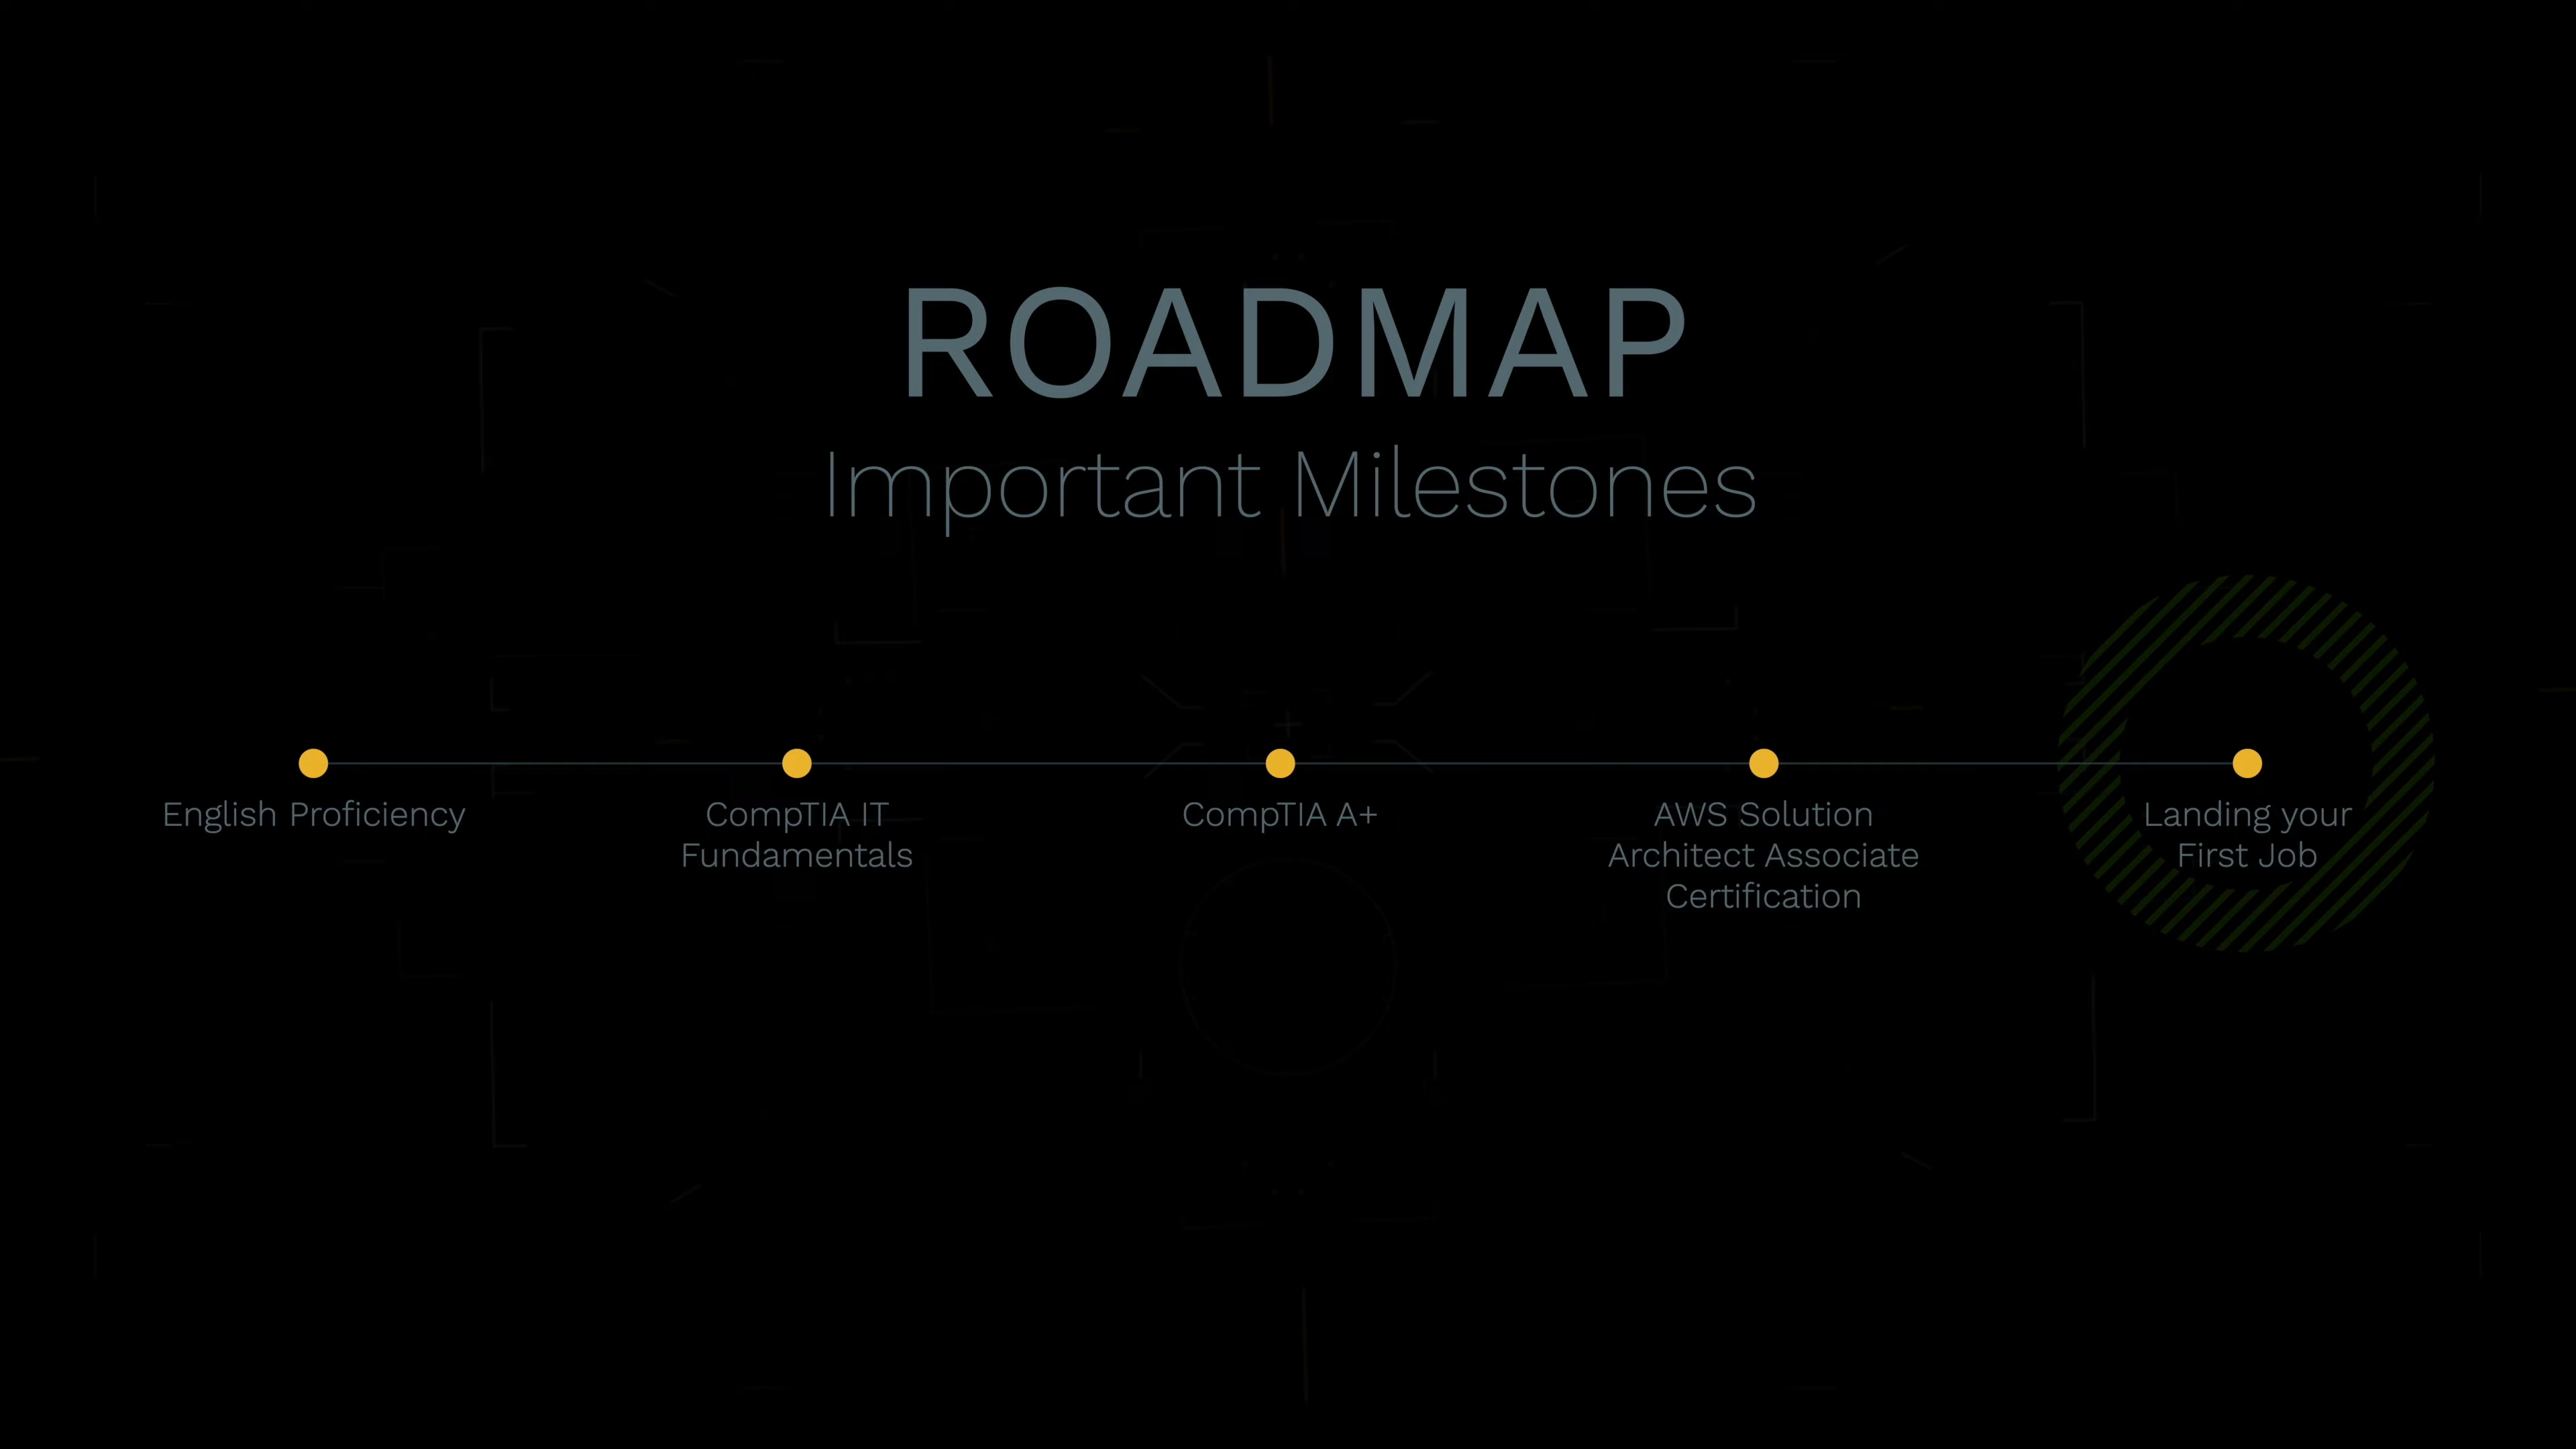 ROADMAP
Important Milestones
English Proficiency
CompTIA IT
Fundamentals
CompTIA A+
AWS Solution
Architect Associate
Certification
Landing your
First Job